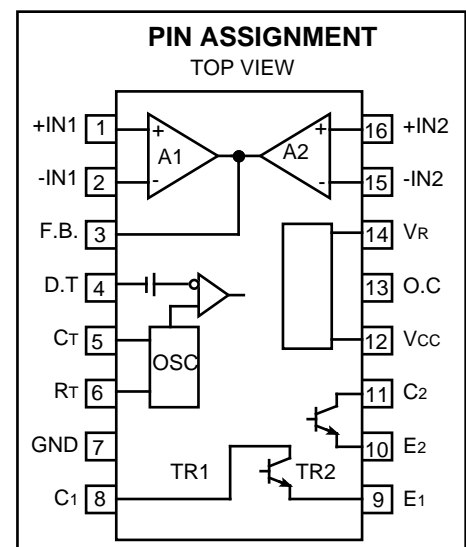 PIN ASSIGNMENT
TOP VIEW
+IN1 1 + A1 A2 + 16 +IN2
-IN1 2 - - 15 -IN2
F.B. 3 14 VR
D.T 4 13 O.C
CT 5 OSC 12 VCC
RT 6 11 C2
GND 7 10 E2
C1 8 TR1 TR2 9 E1